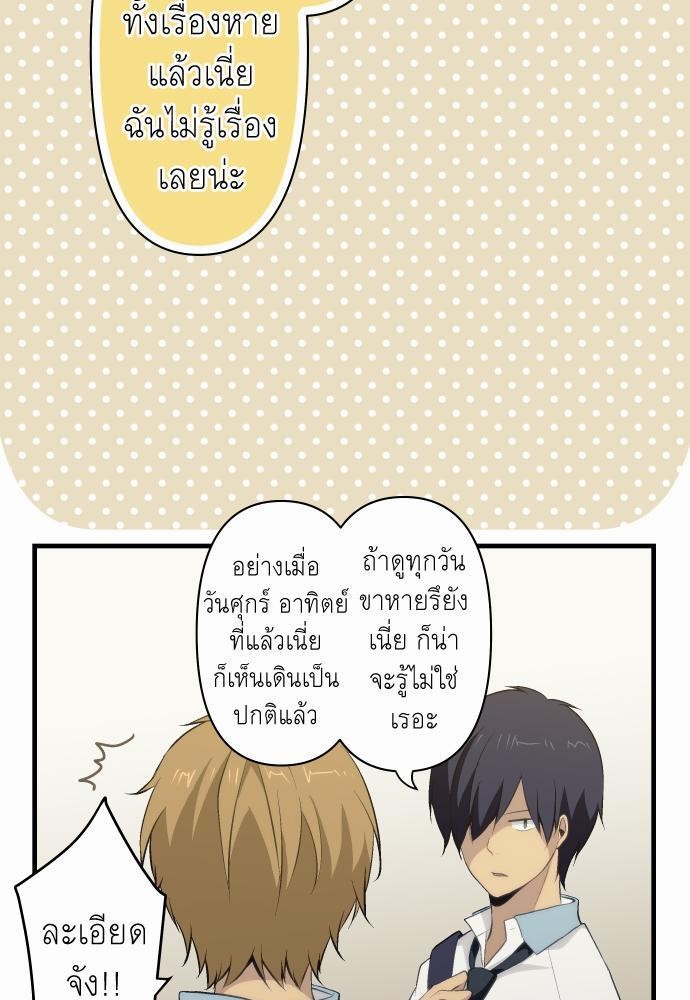 ทั้งเรื่องหาย
แล้วเนี่ย
ฉันไม่รู้เรื่อง
เลยน่ะ
ถ้าดูทุกวัน
ขาหายรึยัง
เนี่ย ก็น่า
จะรู้ไม่ใช่
เรอะ
อย่างเมื่อ
วันศุกร์ อาทิตย์
ที่แล้วเนี่ย
ก็เห็นเดินเป็น
ปกติแล้ว
ละเอียด
จัง!!